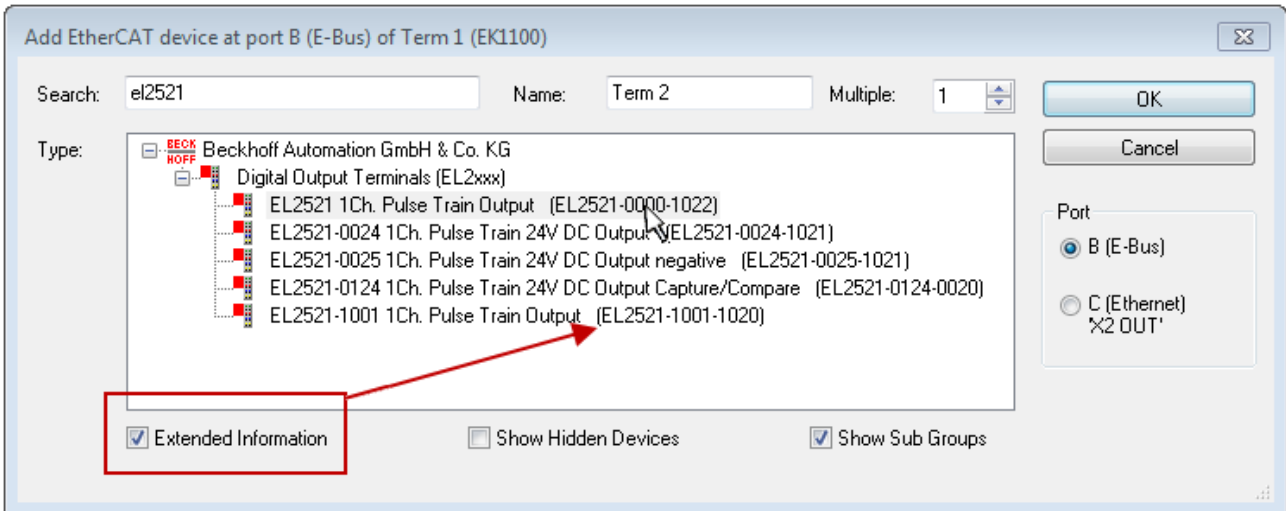 Add EtherCAT device at port B (E-Bus) of Term 1 (EK1100)
Search: el2521 Name: Term 2 Multiple: 1 OK
Type: BECKHOFF Beckhoff Automation GmbH & Co. KG Cancel
Digital Output Terminals (EL2xxx)
EL2521 1Ch. Pulse Train Output (EL2521-0000-1022)
EL2521-0024 1Ch. Pulse Train 24V DC Output (EL2521-0024-1021)
EL2521-0025 1Ch. Pulse Train 24V DC Output negative (EL2521-0025-1021)
EL2521-0124 1Ch. Pulse Train 24V DC Output Capture/Compare (EL2521-0124-0020)
EL2521-1001 1Ch. Pulse Train Output (EL2521-1001-1020)
Port
B (E-Bus)
C (Ethernet)
'X2 OUT'
Extended Information Show Hidden Devices Show Sub Groups